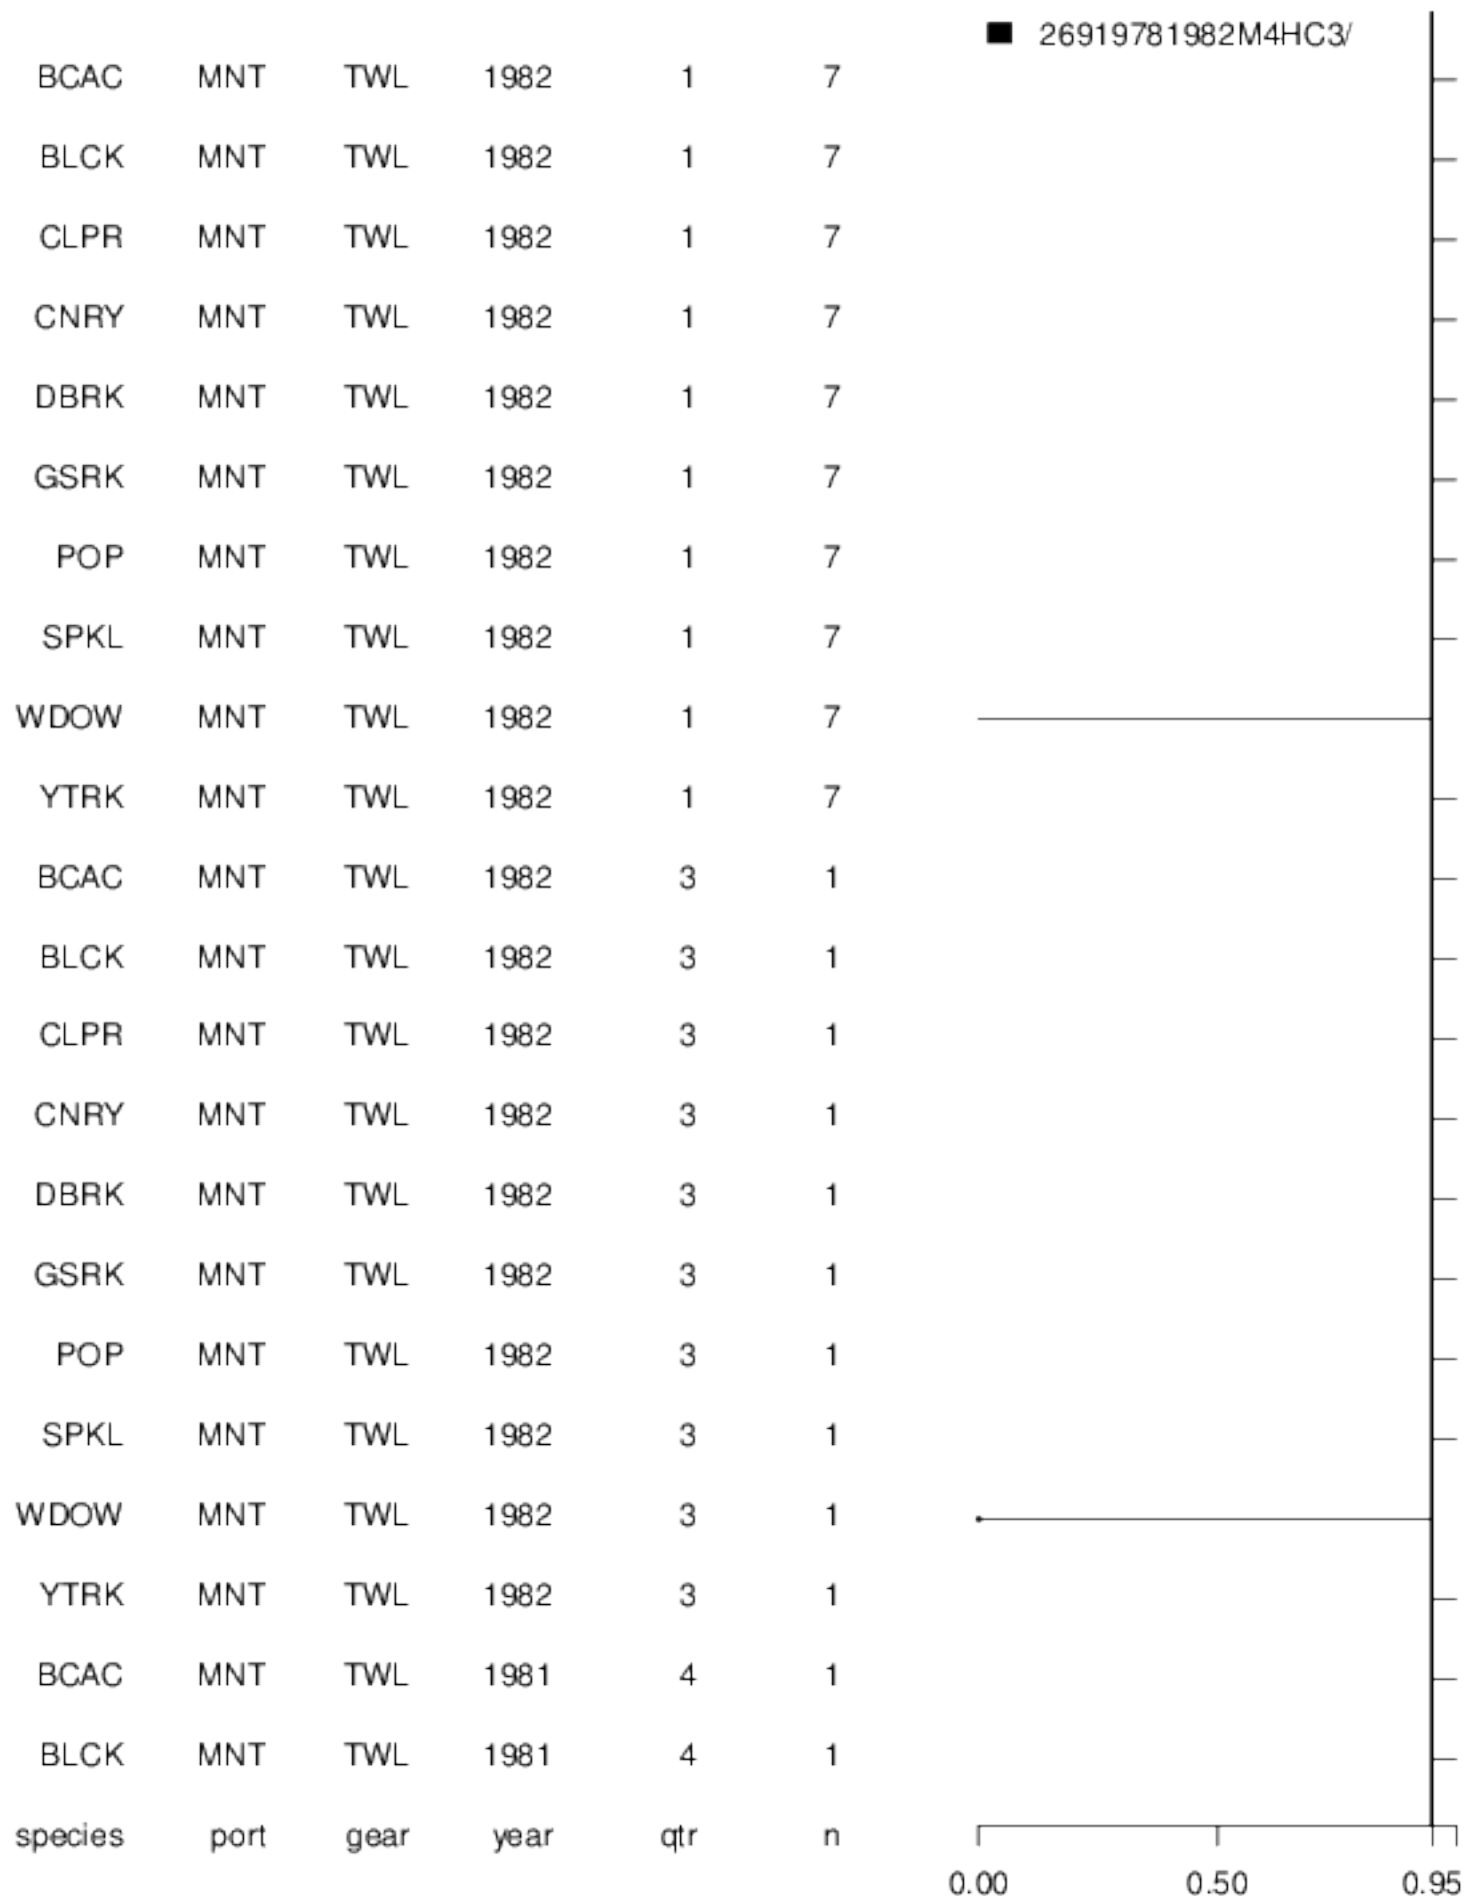 26919781982M4HC3/
BCAC MNT TWL 1982 1 7
BLCK MNT TWL 1982 1 7
CLPR MNT TWL 1982 1 7
CNRY MNT TWL 1982 1 7
DBRK MNT TWL 1982 1 7
GSRK MNT TWL 1982 1 7
POP MNT TWL 1982 1 7
SPKL MNT TWL 1982 1 7
WDOW MNT TWL 1982 1 7
YTRK MNT TWL 1982 1 7
BCAC MNT TWL 1982 3 1
BLCK MNT TWL 1982 3 1
CLPR MNT TWL 1982 3 1
CNRY MNT TWL 1982 3 1
DBRK MNT TWL 1982 3 1
GSRK MNT TWL 1982 3 1
POP MNT TWL 1982 3 1
SPKL MNT TWL 1982 3 1
WDOW MNT TWL 1982 3 1
YTRK MNT TWL 1982 3 1
BCAC MNT TWL 1981 4 1
BLCK MNT TWL 1981 4 1
species port gear year qtr n
0.00 0.50 0.95